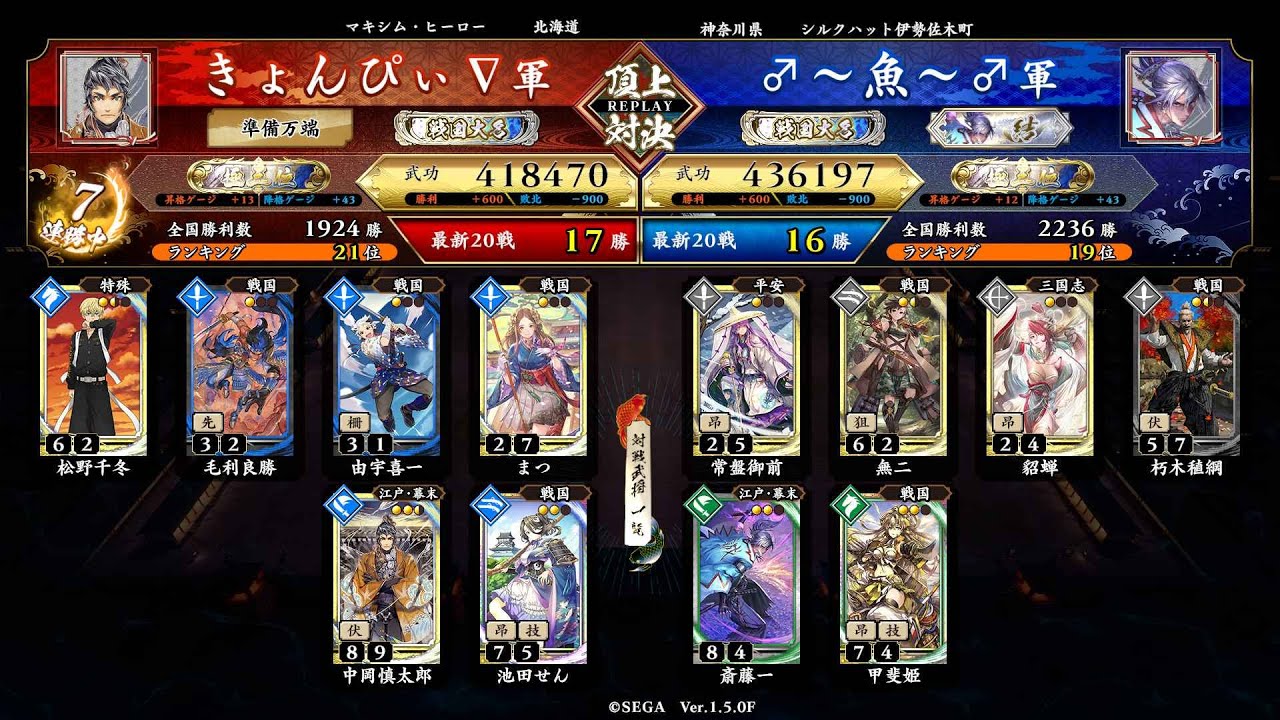 マキシム・ヒーロー 北海道
神奈川県 シルクハット伊勢佐木町
きょんぴぃ∇軍
頂上
REPLAY
対決
♂～魚～♂軍
準備万端
戦国大名
戦国大名
武功 418470
勝利 +600 敗北 -900
武功 436197
勝利 +600 敗北 -900
昇格ゲージ +13 降格ゲージ +43
昇格ゲージ +12 降格ゲージ +43
7
連勝中
全国勝利数 1924勝
ランキング 21位
最新20戦 17勝
最新20戦 16勝
全国勝利数 2236勝
ランキング 19位
特殊
戦国
戦国
戦国
平安
戦国
三国志
戦国
先
柵
昂
狙
昂
伏
6 2
3 2
3 1
2 7
2 5
6 2
2 4
5 7
松野千冬
毛利良勝
由宇喜一
まつ
常盤御前
無二
貂蝉
朽木稙綱
対戦武将一覧
江戸・幕末
戦国
江戸・幕末
戦国
伏
昂 技
昂 技
8 9
7 5
8 4
7 4
中岡慎太郎
池田せん
斎藤一
甲斐姫
©SEGA Ver.1.5.0F